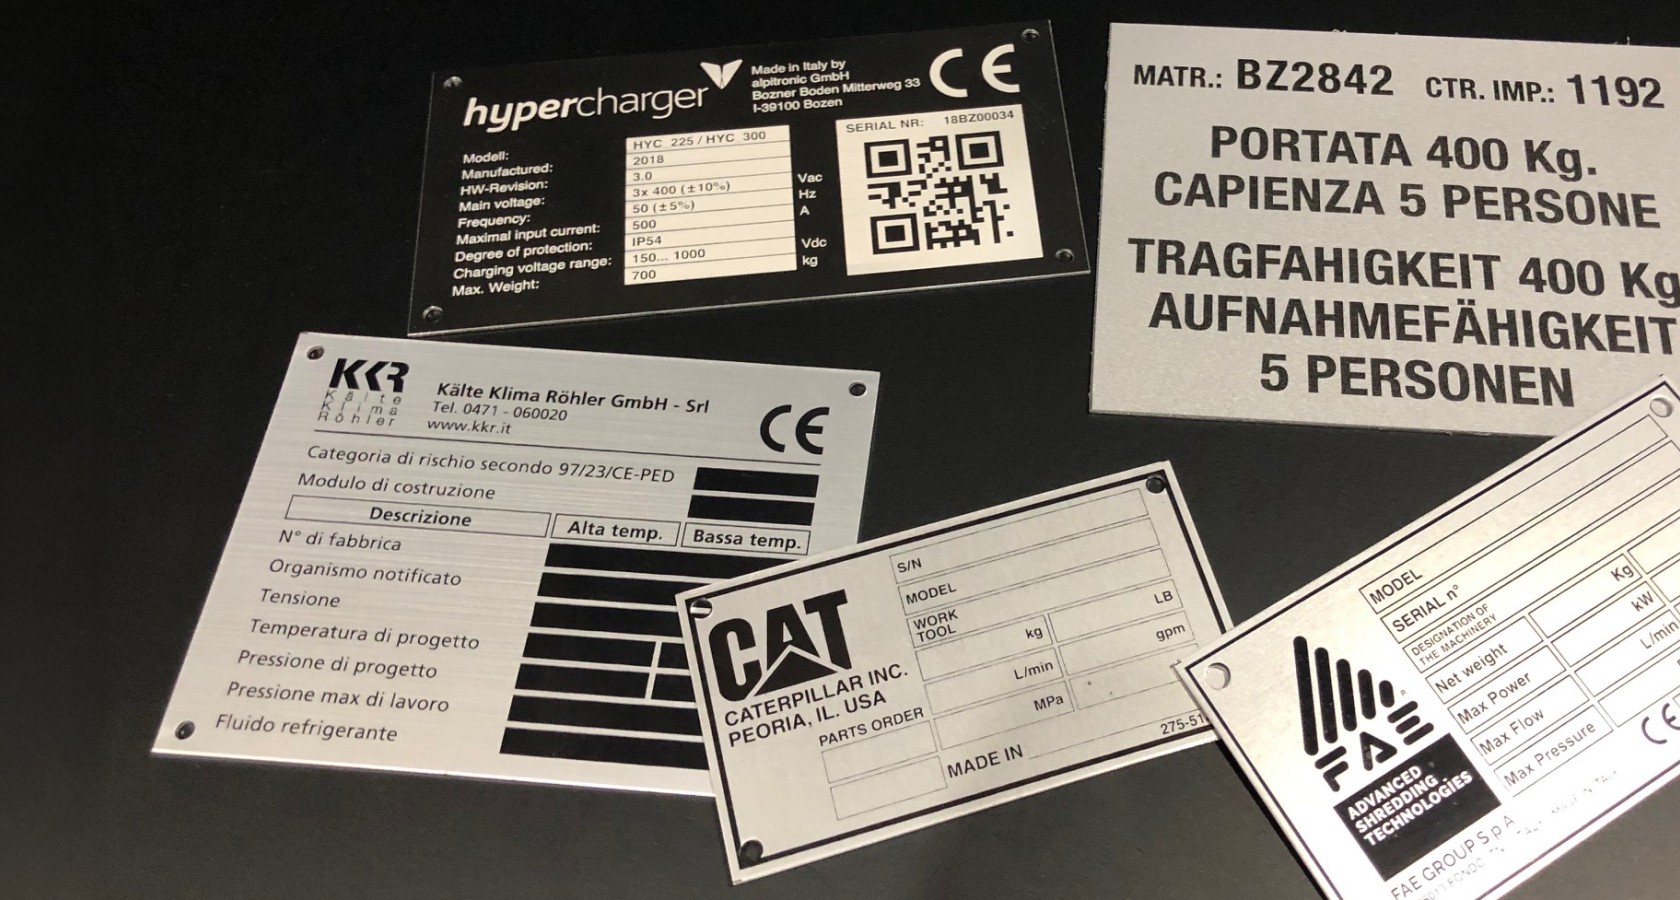 hypercharger
Made in Italy by
alpitronic GmbH
Bozner Boden Mitterweg 33
I-39100 Bozen
CE
Modell: HYC 225 / HYC 300
Manufactured: 2018
HW-Revision: 3.0
Main voltage: 3x 400 (±10%) Vac
Frequency: 50 (±5%) Hz
Maximal input current: 500 A
Degree of protection: IP54
Charging voltage range: 150... 1000 Vdc
Max. Weight: 700 kg
SERIAL NR: 18BZ00034
MATR.: BZ2842 CTR. IMP.: 1192
PORTATA 400 Kg.
CAPIENZA 5 PERSONE
TRAGFAHIGKEIT 400 Kg
AUFNAHMEFÄHIGKEIT
5 PERSONEN
KKR
Kälte
Klima
Röhler
Kälte Klima Röhler GmbH - Srl
Tel. 0471 - 060020
www.kkr.it
CE
Categoria di rischio secondo 97/23/CE-PED
Modulo di costruzione
Descrizione Alta temp. Bassa temp.
N° di fabbrica
Organismo notificato
Tensione
Temperatura di progetto
Pressione di progetto
Pressione max di lavoro
Fluido refrigerante
CAT
CATERPILLAR INC.
PEORIA, IL. USA
PARTS ORDER
S/N
MODEL
WORK
TOOL
kg LB
L/min gpm
MPa
MADE IN
275-51
FAE
ADVANCED
SHREDDING
TECHNOLOGIES
FAE GROUP S.p.A
MODEL
SERIAL n°
DESIGNATION OF
THE MACHINERY
Net weight Kg
Max Power kW
Max Flow L/min
Max Pressure
CE